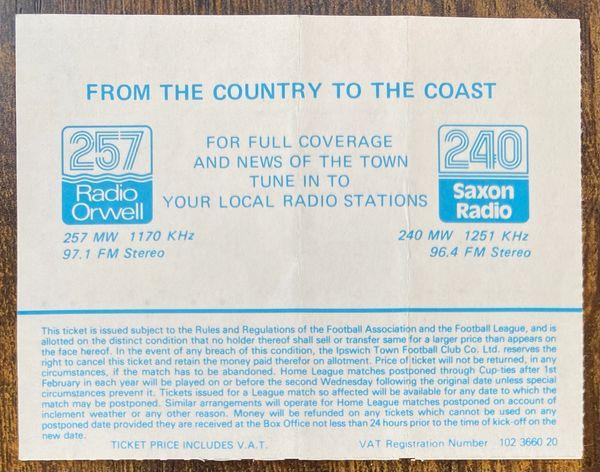 FROM THE COUNTRY TO THE COAST
257
Radio
Orwell
257 MW 1170 KHz
97.1 FM Stereo
FOR FULL COVERAGE
AND NEWS OF THE TOWN
TUNE IN TO
YOUR LOCAL RADIO STATIONS
240
Saxon
Radio
240 MW 1251 KHz
96.4 FM Stereo
This ticket is issued subject to the Rules and Regulations of the Football Association and the Football League, and is
allotted on the distinct condition that no holder thereof shall sell or transfer same for a larger price than appears on
the face hereof. In the event of any breach of this condition, the Ipswich Town Football Club Co. Ltd. reserves the
right to cancel this ticket and retain the money paid therefor on allotment. Price of ticket will not be returned, in any
circumstances, if the match has to be abandoned. Home League matches postponed through Cup-ties after 1st
February in each year will be played on or before the second Wednesday following the original date unless special
circumstances prevent it. Tickets issued for a League match so affected will be available for any date to which the
match may be postponed. Similar arrangements will operate for Home League matches postponed on account of
inclement weather or any other reason. Money will be refunded on any tickets which cannot be used on any
postponed date provided they are received at the Box Office not less than 24 hours prior to the time of kick-off on the
new date.
TICKET PRICE INCLUDES V.A.T.
VAT Registration Number 102 3660 20